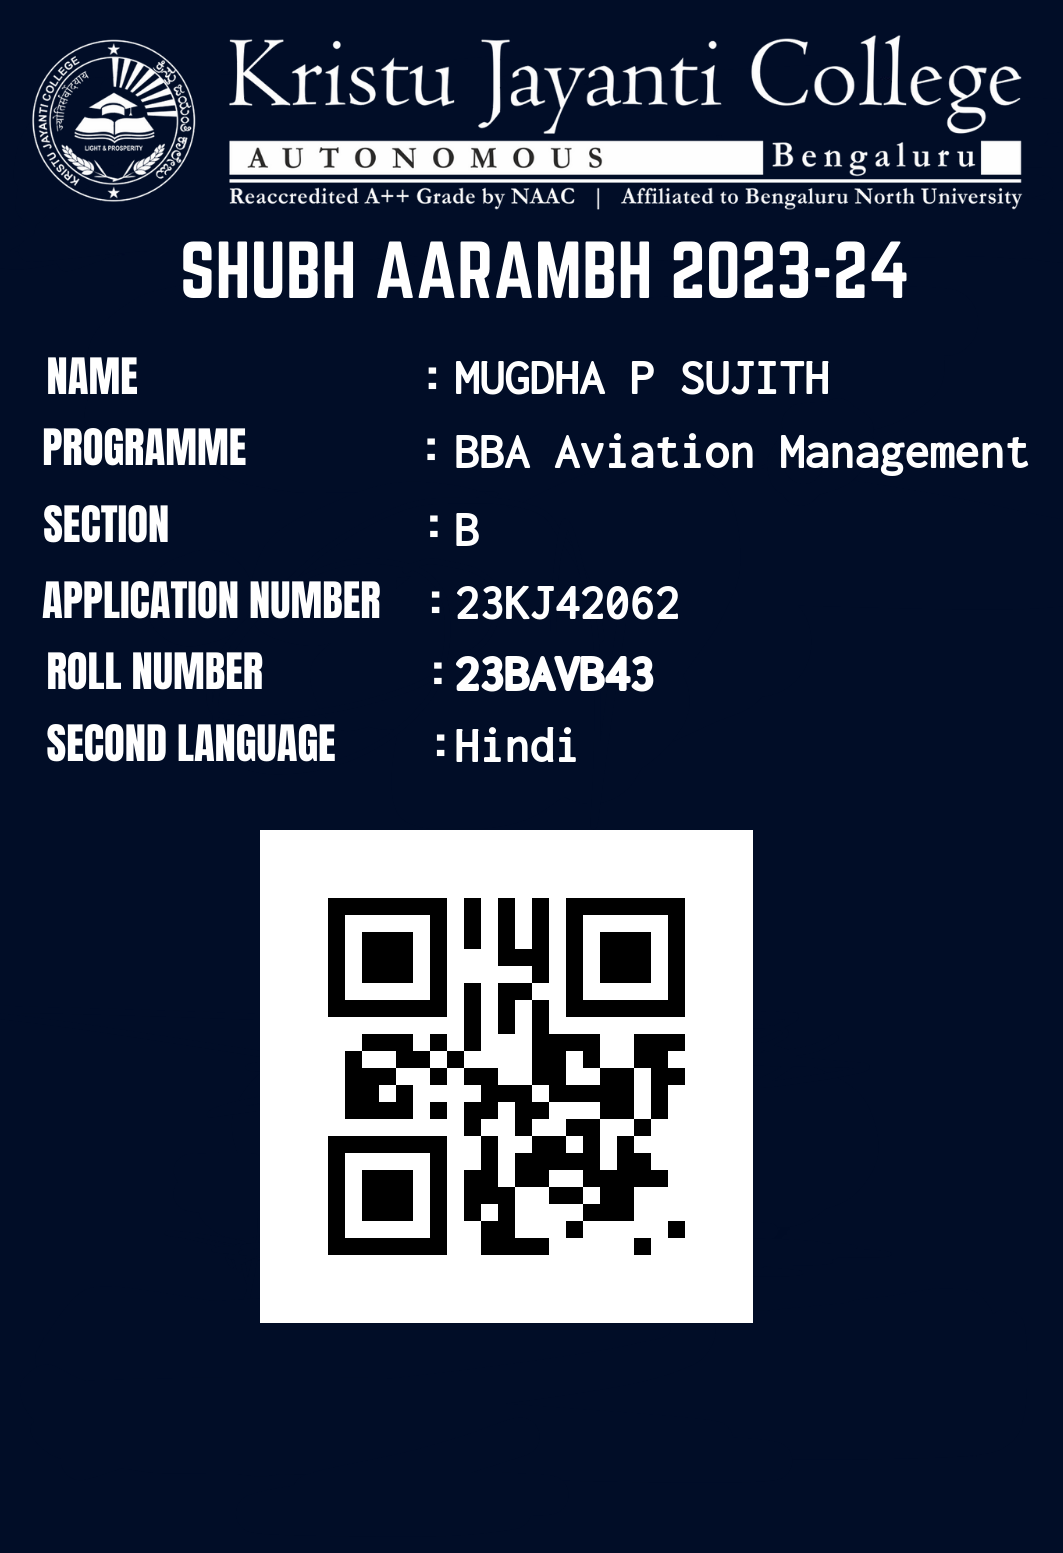 KRISTU JAYANTI COLLEGE
ಕ್ರಿಸ್ತು ಜಯಂತಿ ಕಾಲೇಜು
LIGHT & PROSPERITY
Kristu Jayanti College
AUTONOMOUS Bengaluru
Reaccredited A++ Grade by NAAC | Affiliated to Bengaluru North University
SHUBH AARAMBH 2023-24
NAME : MUGDHA P SUJITH
PROGRAMME : BBA Aviation Management
SECTION : B
APPLICATION NUMBER : 23KJ42062
ROLL NUMBER : 23BAVB43
SECOND LANGUAGE : Hindi